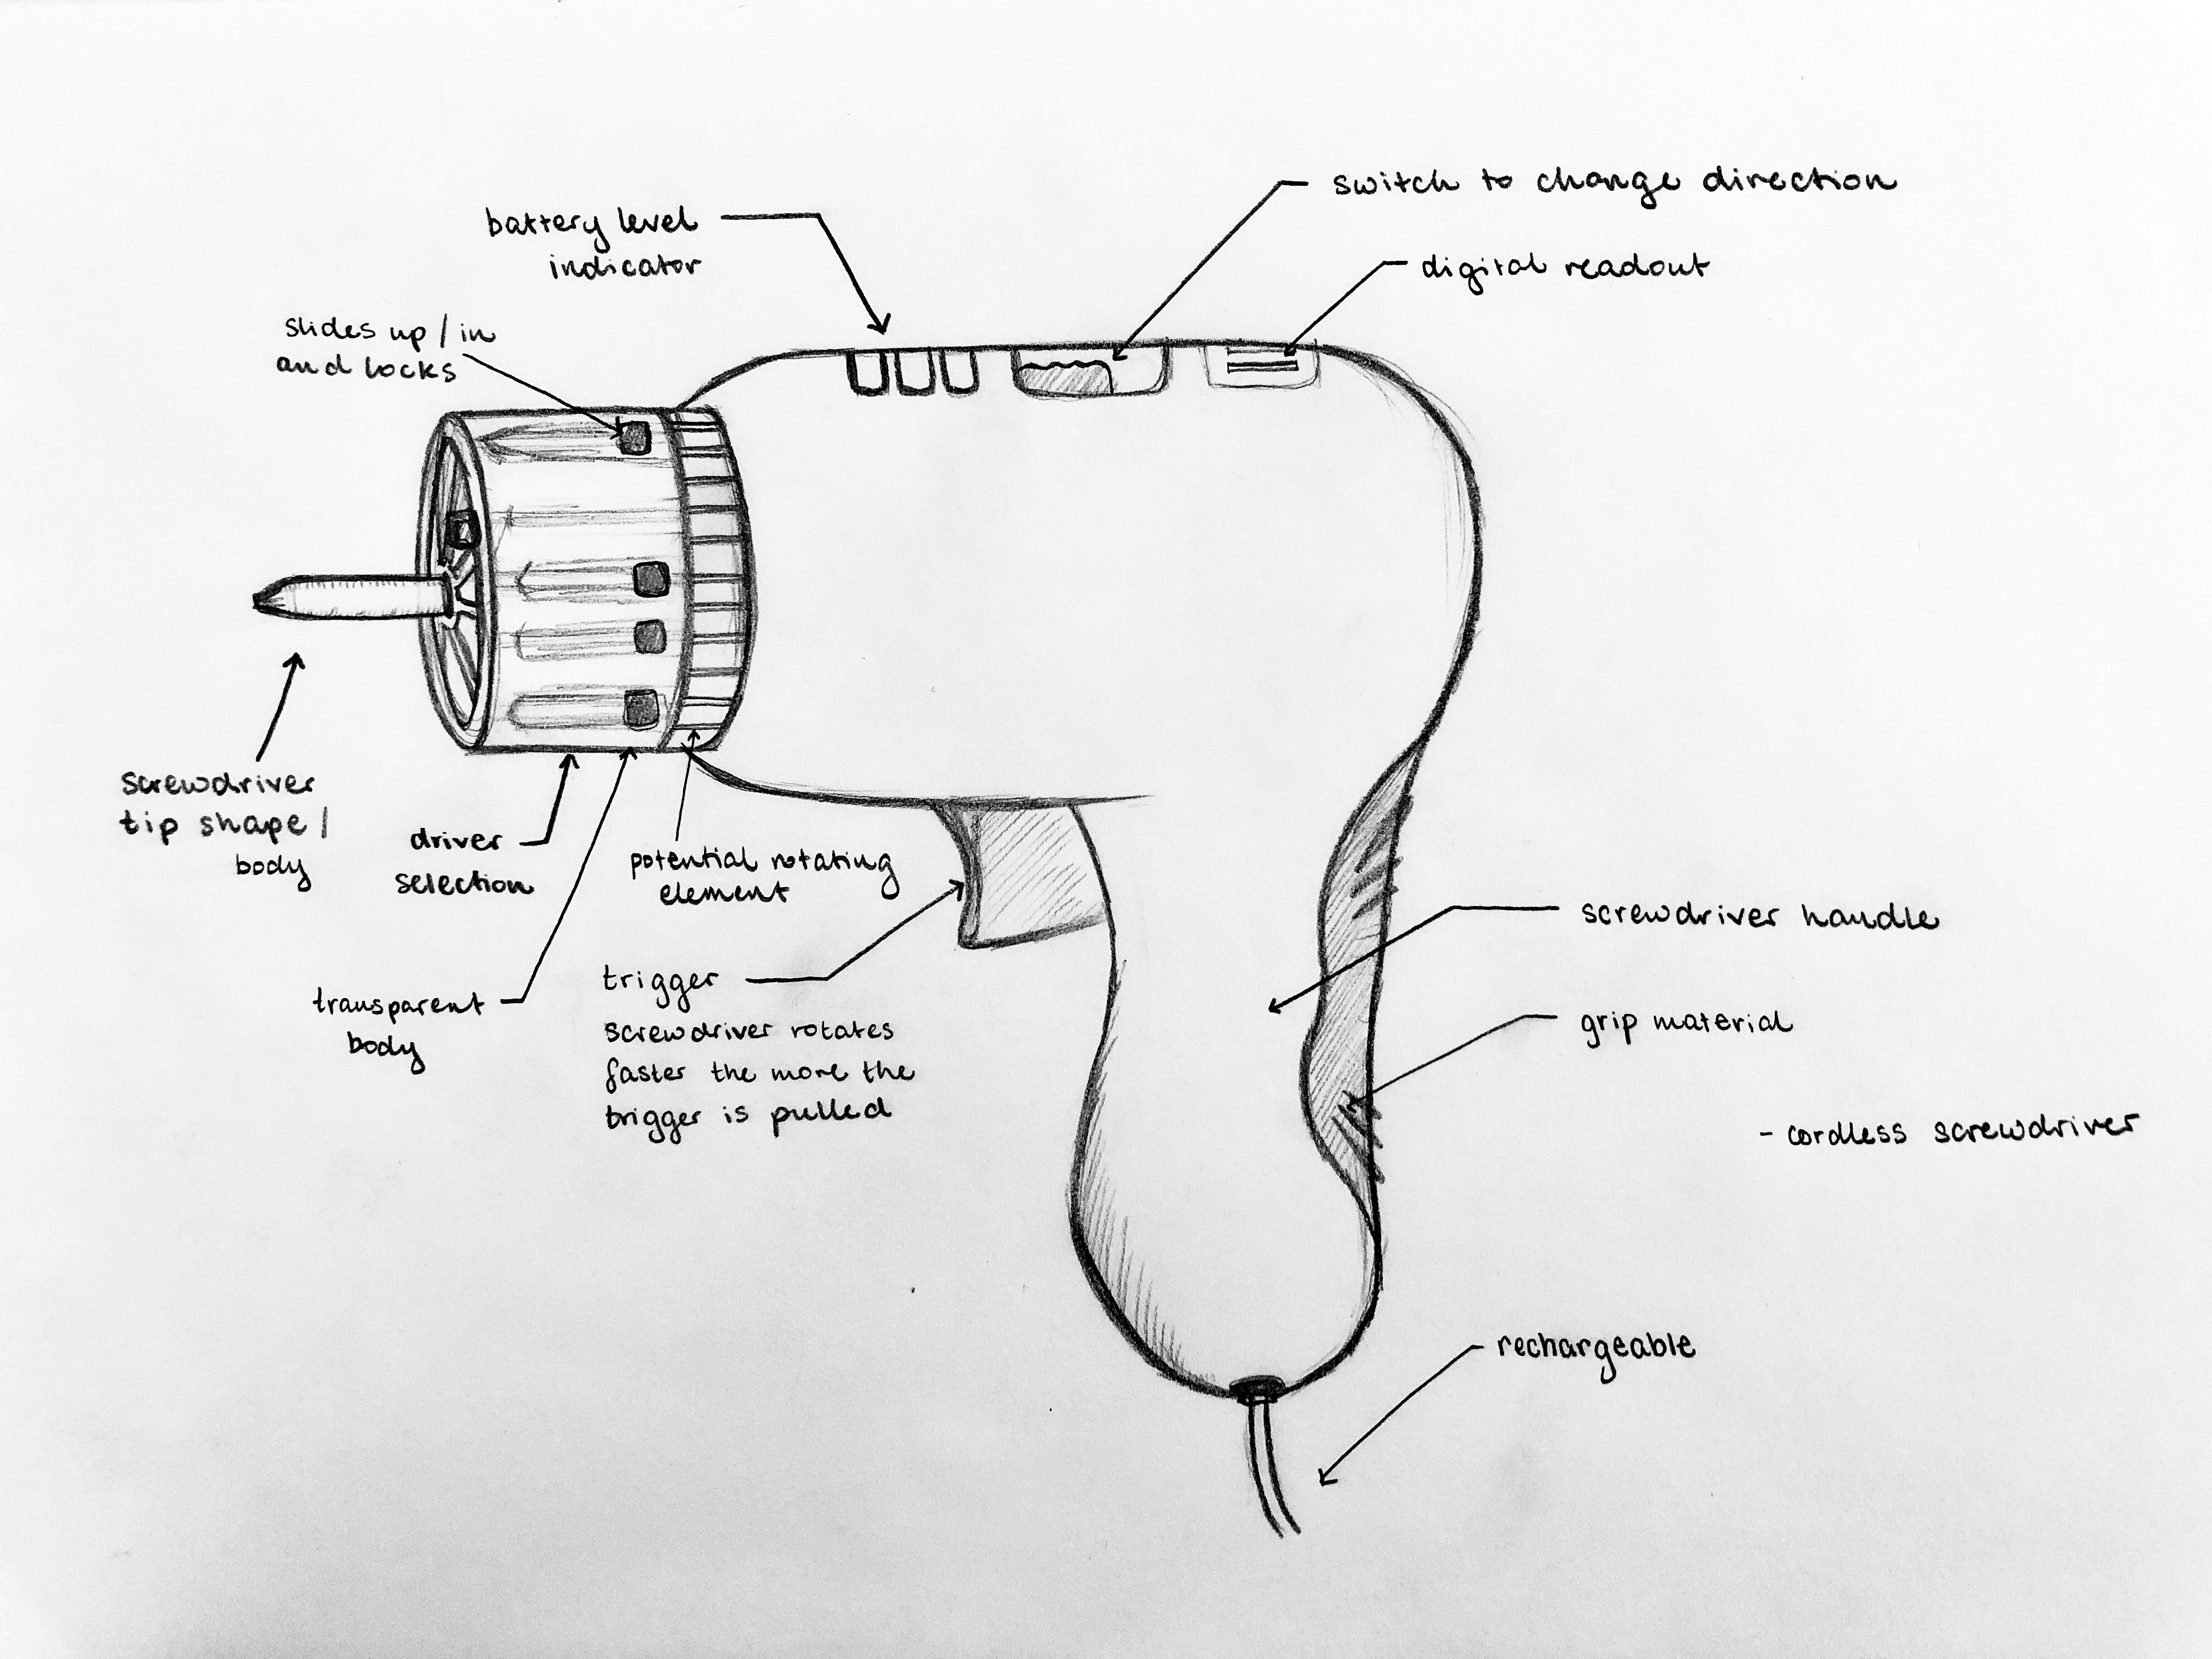 switch to change direction
battery level
indicator
digital readout
slides up / in
and locks
screwdriver
tip shape /
body
driver
selection
potential rotating
element
transparent
body
trigger
screwdriver rotates
faster the more the
trigger is pulled
screwdriver handle
grip material
- cordless screwdriver
rechargeable